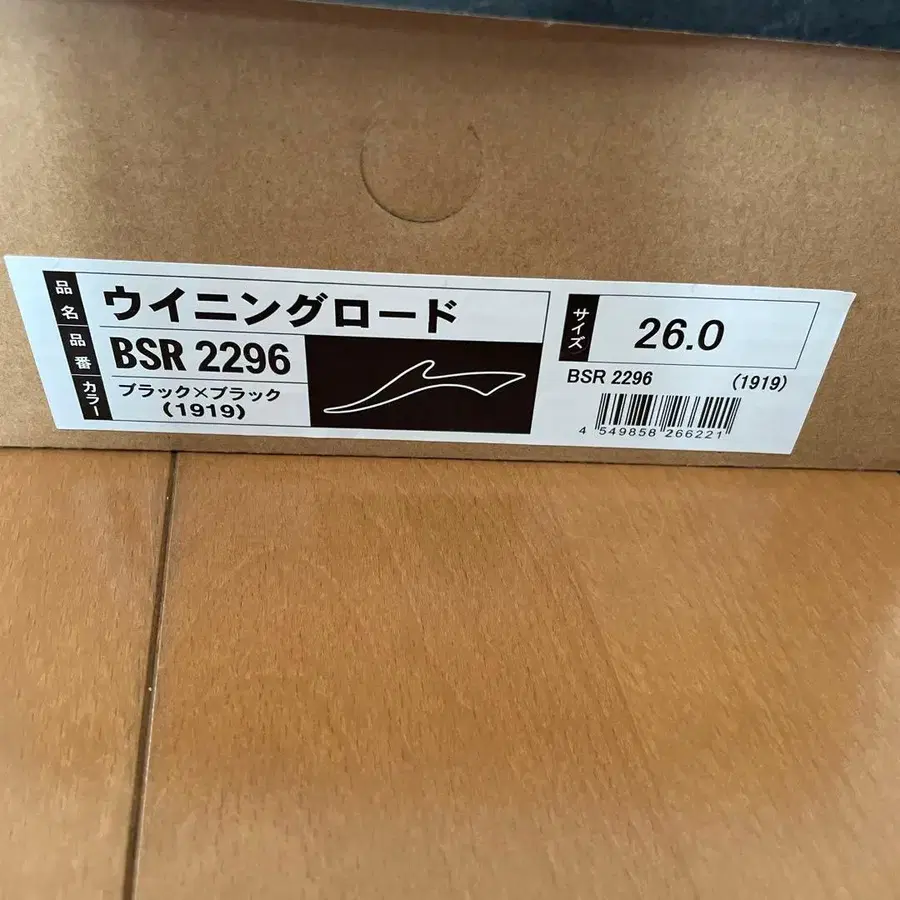 品名
ウイニングロード
品番
BSR 2296
カラー
ブラック×ブラック
(1919)
サイズ
26.0
BSR 2296 (1919)
4 549858 266221